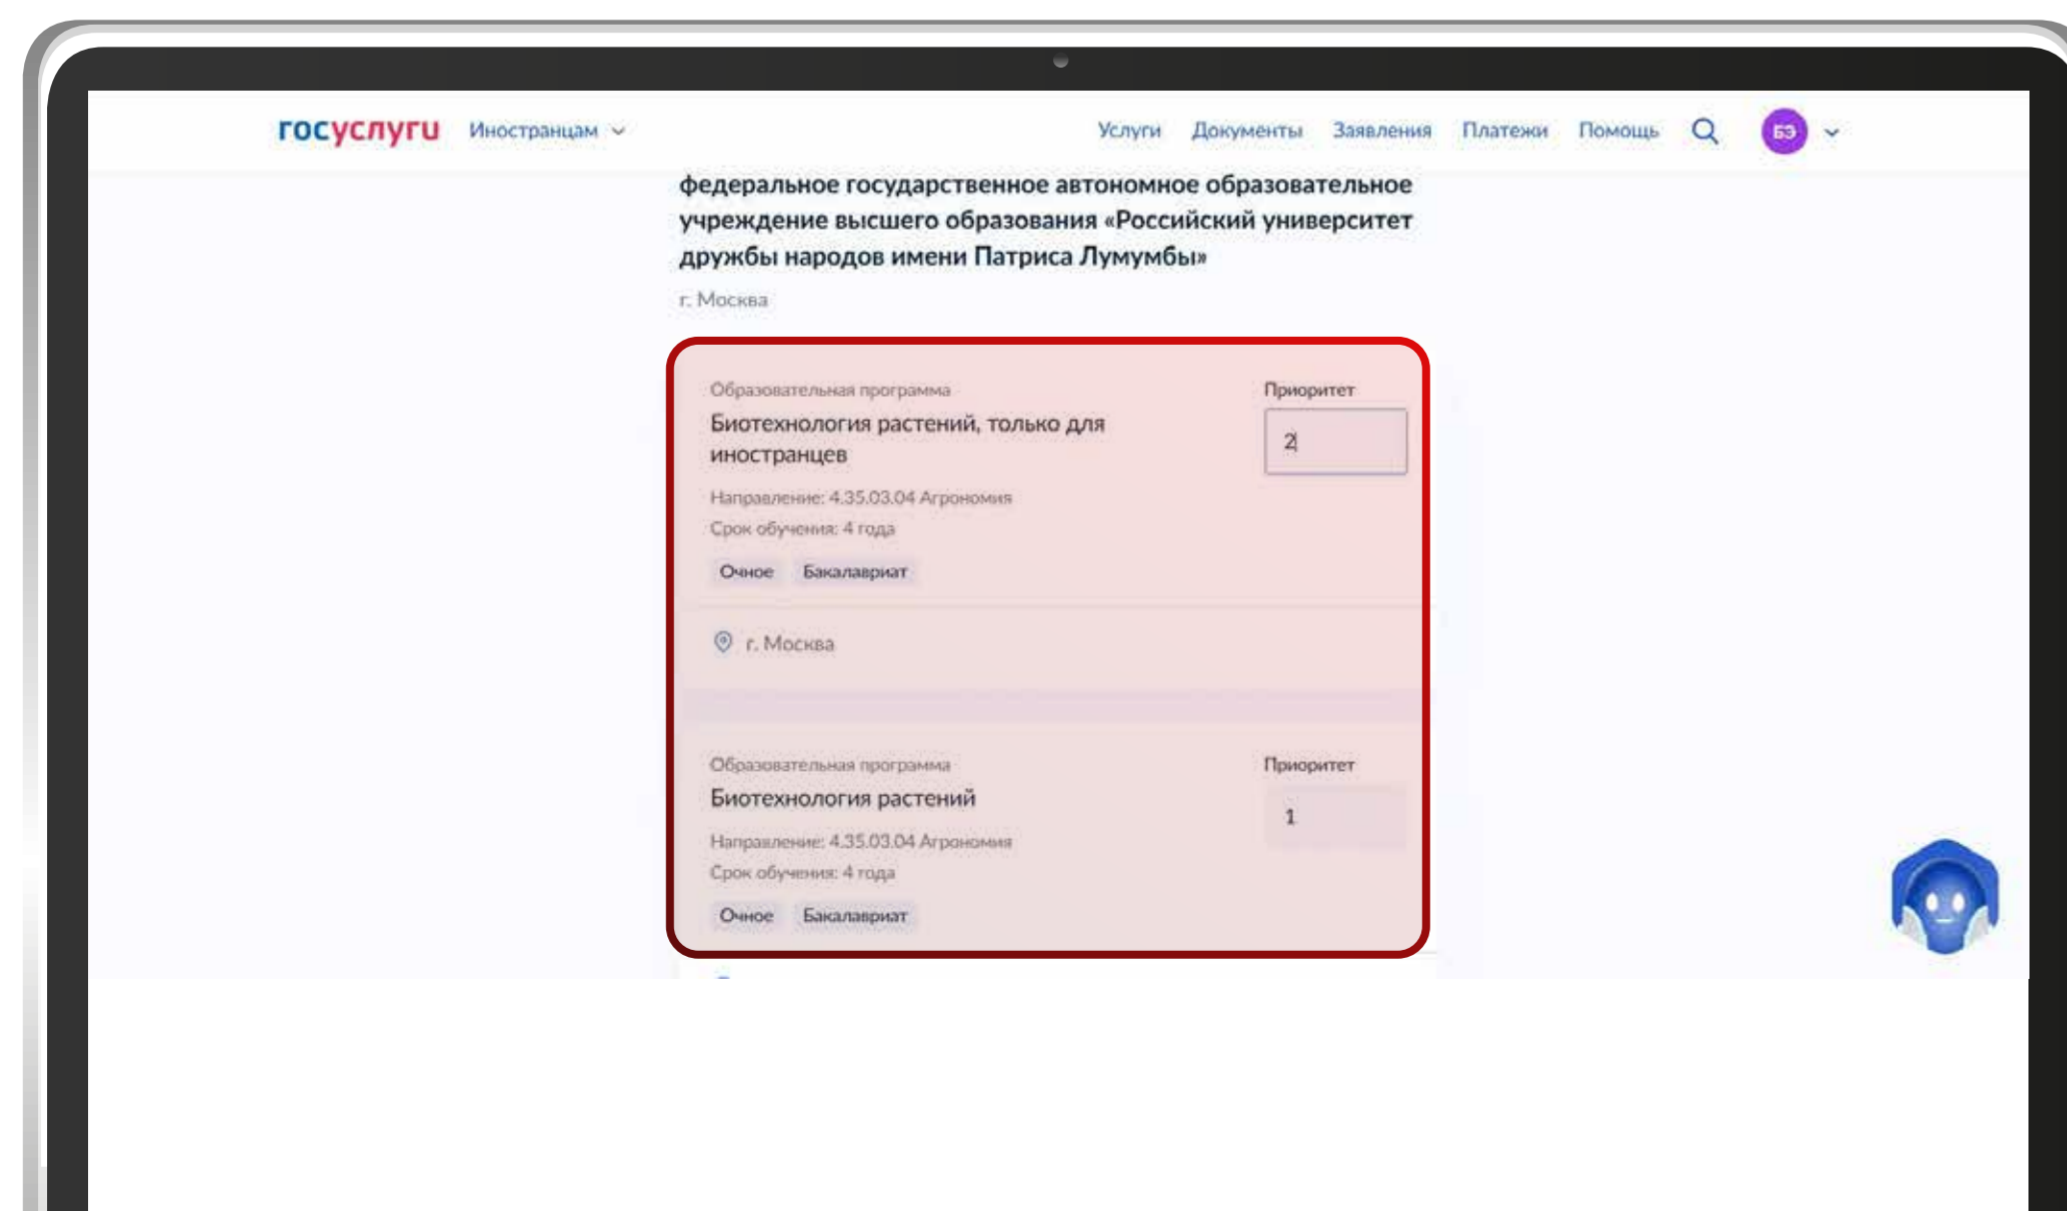 госуслуги Иностранцам Услуги Документы Заявления Платежи Помощь БЭ
федеральное государственное автономное образовательное
учреждение высшего образования «Российский университет
дружбы народов имени Патриса Лумумбы»
г. Москва
Образовательная программа Приоритет
Биотехнология растений, только для
иностранцев
2
Направление: 4.35.03.04 Агрономия
Срок обучения: 4 года
Очное Бакалавриат
г. Москва
Образовательная программа Приоритет
Биотехнология растений
1
Направление: 4.35.03.04 Агрономия
Срок обучения: 4 года
Очное Бакалавриат